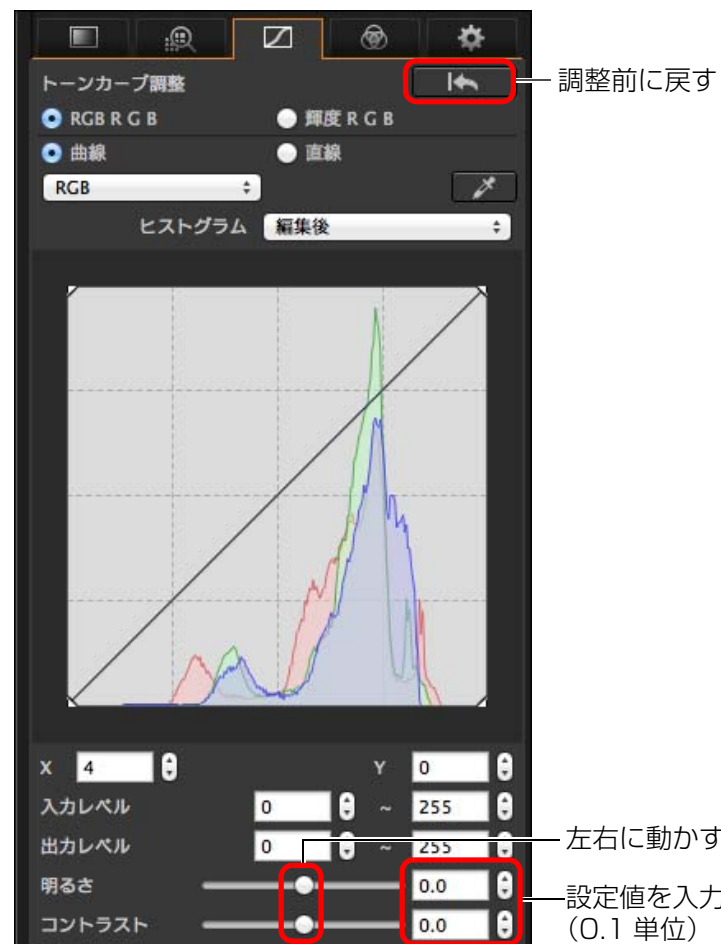 トーンカーブ調整
調整前に戻す
RGB R G B 輝度 R G B
曲線 直線
RGB
ヒストグラム 編集後
X 4 Y 0
入力レベル 0 ~ 255
出力レベル 0 ~ 255
左右に動かす
明るさ 0.0
設定値を入力
(0.1 単位)
コントラスト 0.0